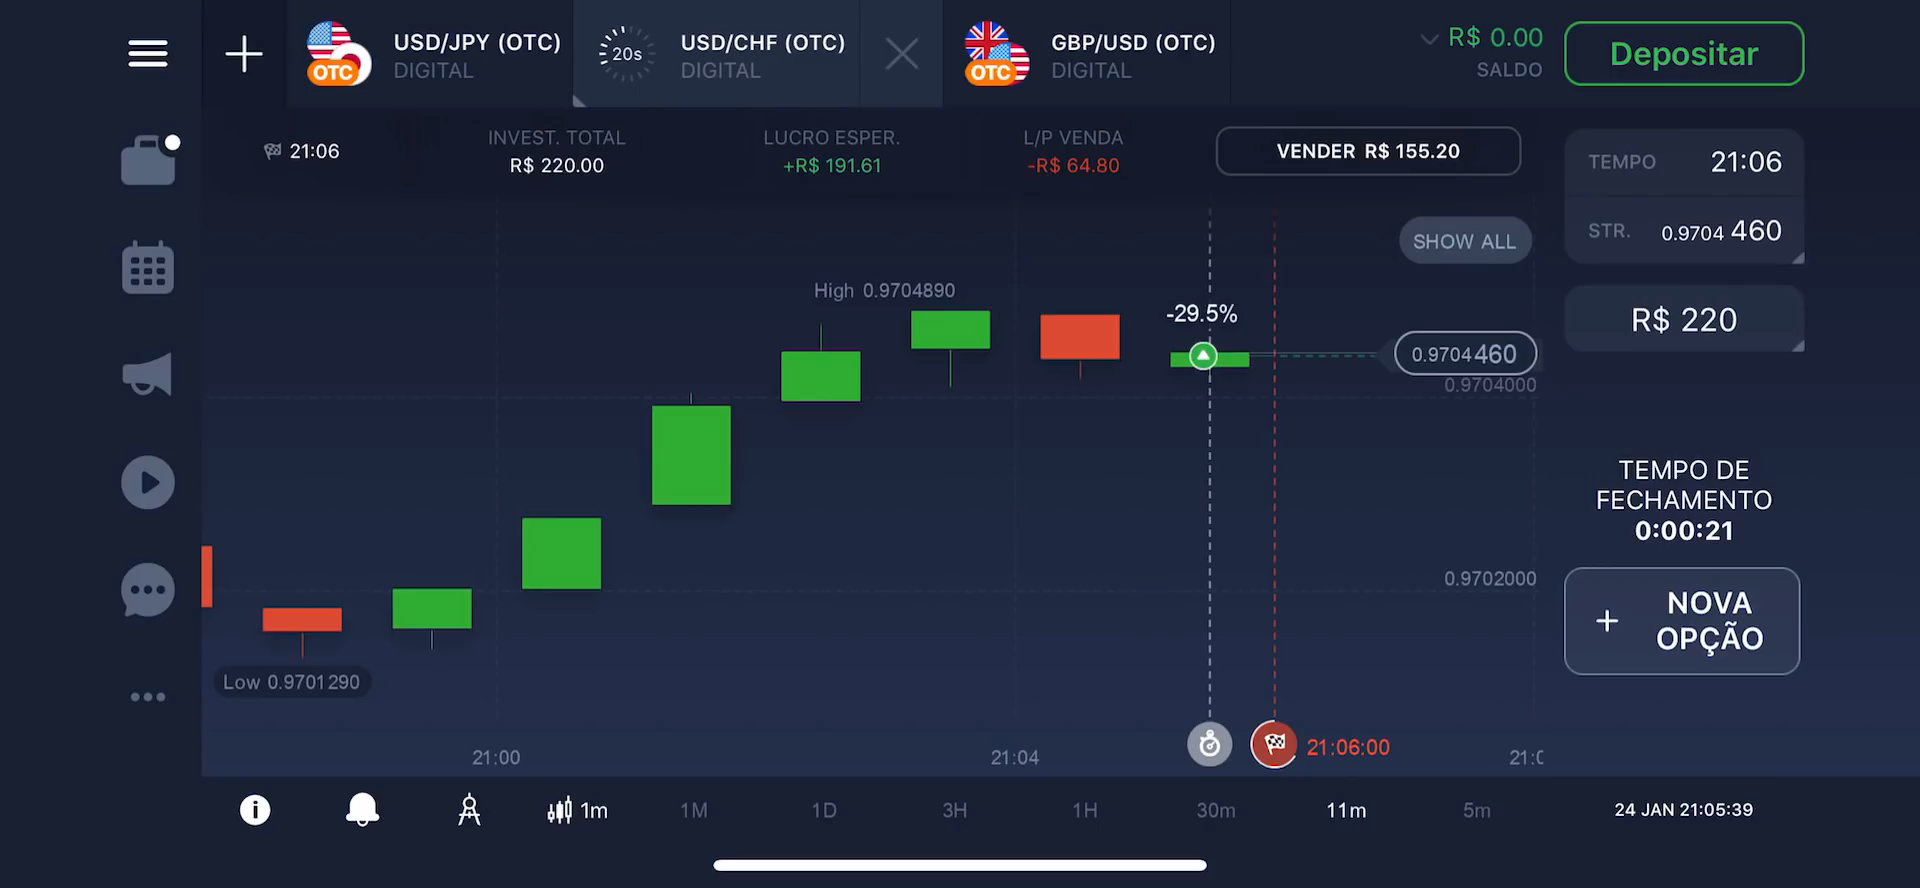 USD/JPY (OTC)
DIGITAL
OTC
20s
USD/CHF (OTC)
DIGITAL
GBP/USD (OTC)
DIGITAL
OTC
R$ 0.00
SALDO
Depositar
21:06
INVEST. TOTAL
R$ 220.00
LUCRO ESPER.
+R$ 191.61
L/P VENDA
-R$ 64.80
VENDER R$ 155.20
TEMPO 21:06
STR. 0.9704 460
SHOW ALL
R$ 220
High 0.9704890
-29.5%
0.9704460
0.9704000
TEMPO DE
FECHAMENTO
0:00:21
0.9702000
NOVA
OPÇÃO
Low 0.9701290
21:00
21:04
21:06:00
21:0
1m
1M
1D
3H
1H
30m
11m
5m
24 JAN 21:05:39